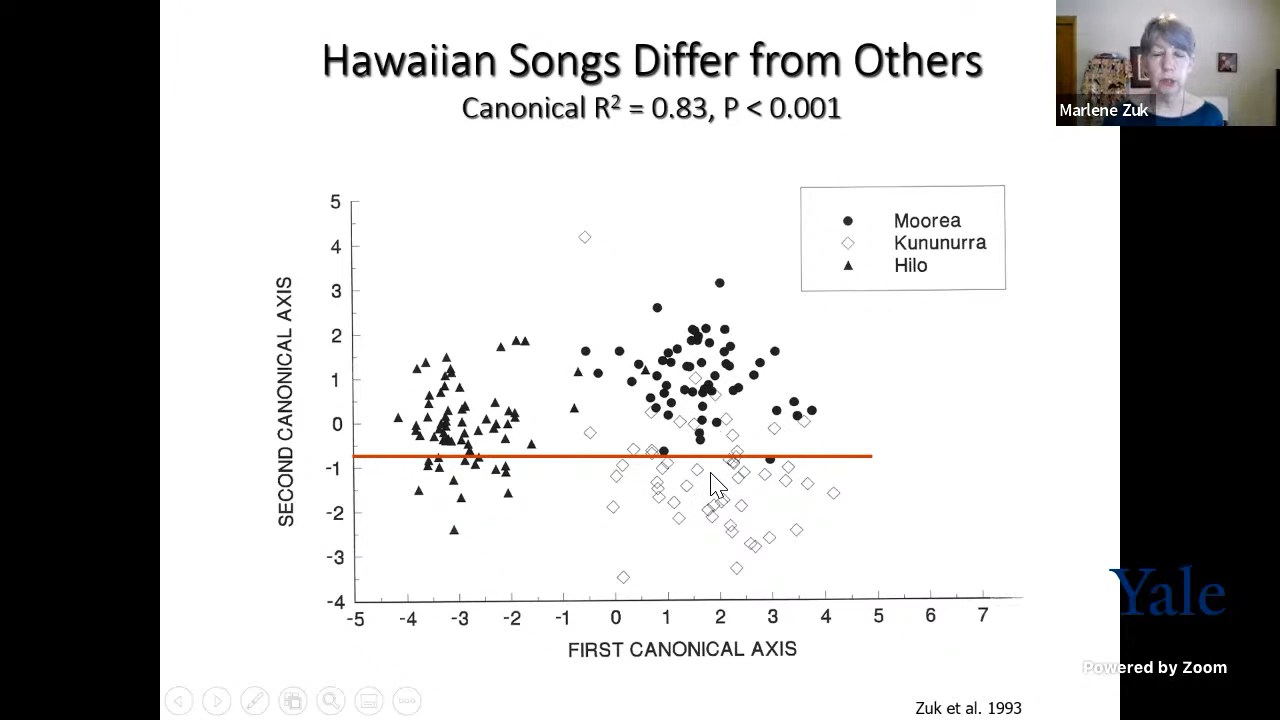 Hawaiian Songs Differ from Others
Canonical R² = 0.83, P < 0.001
Marlene Zuk
Moorea
Kununurra
Hilo
SECOND CANONICAL AXIS
5
4
3
2
1
0
-1
-2
-3
-4
-5 -4 -3 -2 -1 0 1 2 3 4 5 6 7
FIRST CANONICAL AXIS
Yale
Powered by Zoom
Zuk et al. 1993